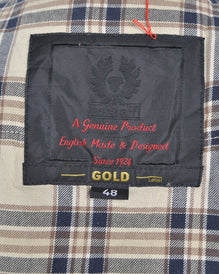 A Genuine Product
English Made & Designed
Since 1924
GOLD
48